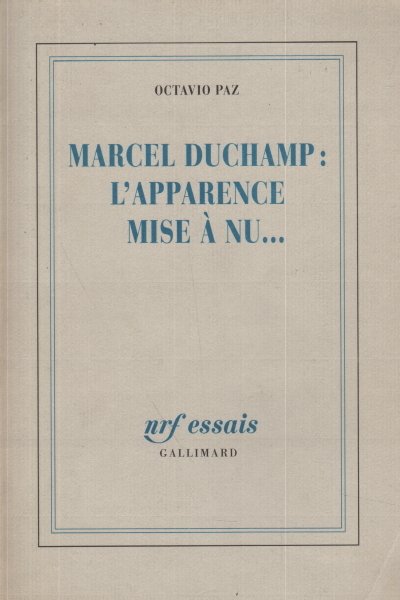 OCTAVIO PAZ
MARCEL DUCHAMP :
L'APPARENCE
MISE À NU...
nrf essais
GALLIMARD